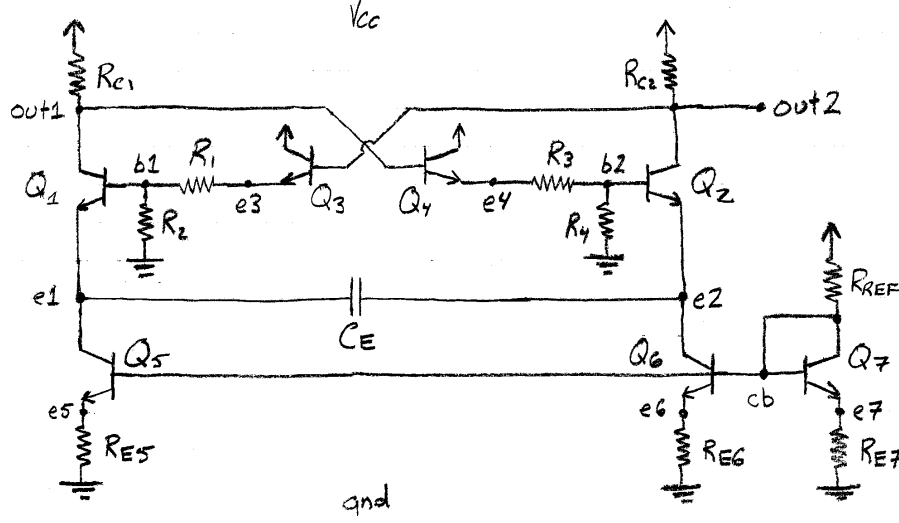 Vcc
RC1
RC2
out1
out2
b1
R1
R3
b2
Q1
R2
e3
Q3
Q4
e4
R4
Q2
e1
CE
e2
RREF
Q5
Q6
Q7
cb
e5
RE5
e6
RE6
e7
RE7
gnd